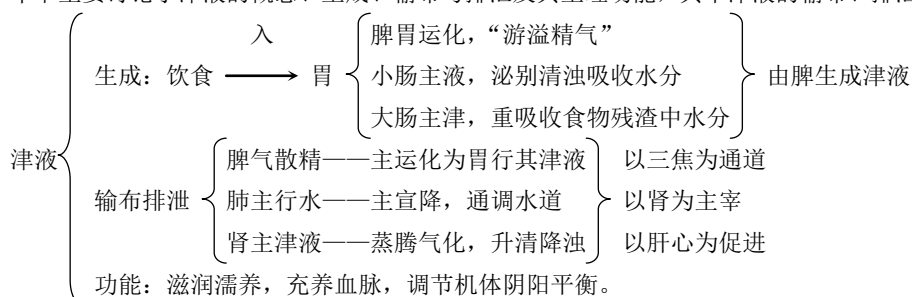 入
脾胃运化，“游溢精气”
生成：饮食 胃 小肠主液，泌别清浊吸收水分 由脾生成津液
大肠主津，重吸收食物残渣中水分
津液
脾气散精——主运化为胃行其津液 以三焦为通道
输布排泄 肺主行水——主宣降，通调水道 以肾为主宰
肾主津液——蒸腾气化，升清降浊 以肝心为促进
功能：滋润濡养，充养血脉，调节机体阴阳平衡。